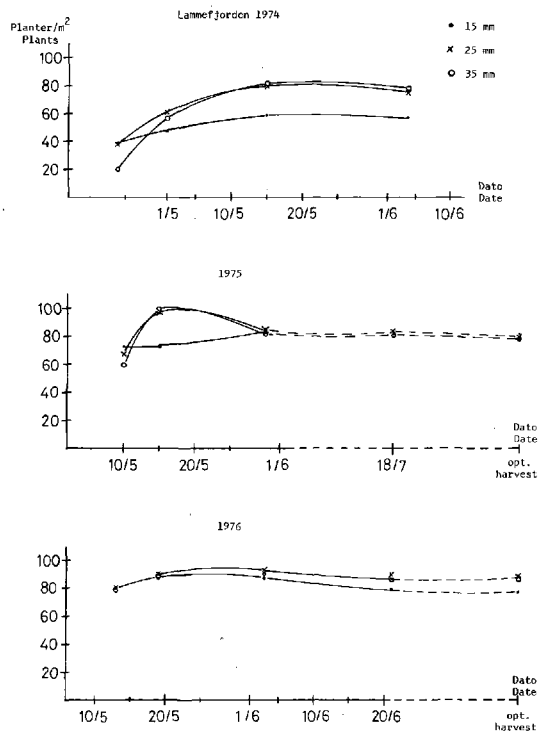 Lammefjorden 1974
Planter/m²
Plants
• 15 mm
× 25 mm
o 35 mm
100
80
60
40
20
1/5 10/5 20/5 1/6 10/6
Dato
Date
1975
100
80
60
40
20
10/5 20/5 1/6 18/7 opt.
harvest
Dato
Date
1976
100
80
60
40
20
10/5 20/5 1/6 10/6 20/6 opt.
harvest
Dato
Date